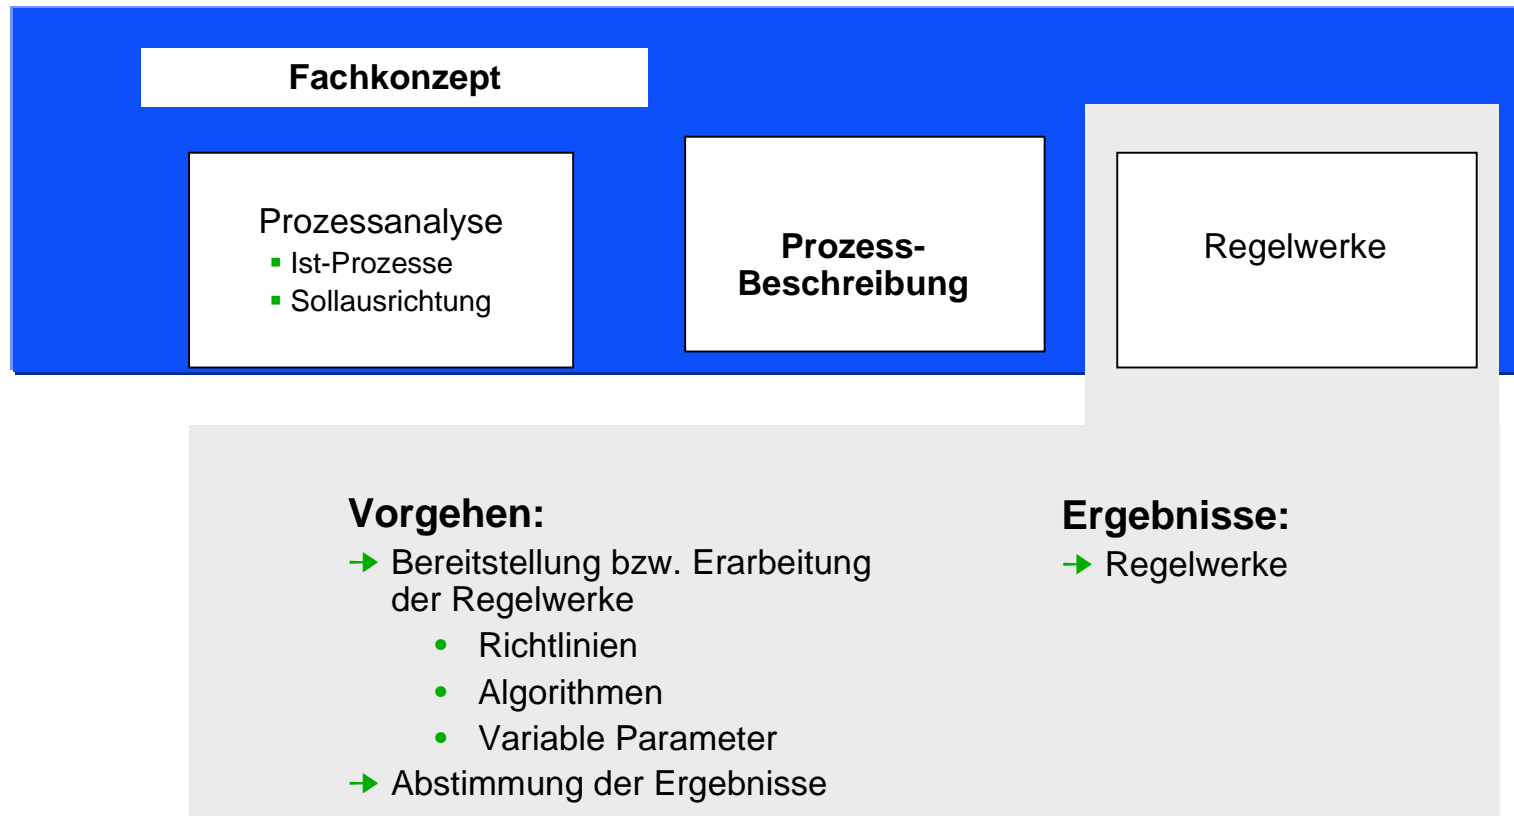 Fachkonzept
Prozessanalyse
Ist-Prozesse
Sollausrichtung
Prozess-
Beschreibung
Regelwerke
Vorgehen:
Bereitstellung bzw. Erarbeitung
der Regelwerke
Richtlinien
Algorithmen
Variable Parameter
Abstimmung der Ergebnisse
Ergebnisse:
Regelwerke